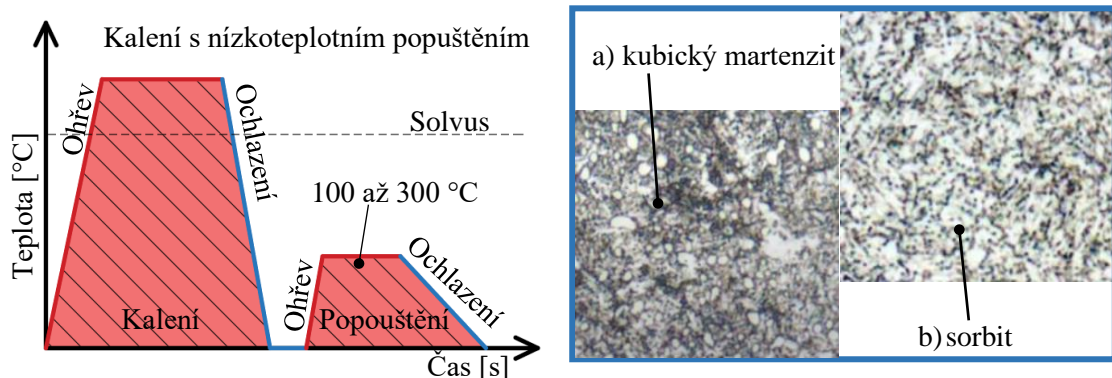 Kalení s nízkoteplotním popuštěním
Teplota [°C]
Ohřev
Ochlazení
Solvus
100 až 300 °C
Ohřev
Ochlazení
Kalení
Popouštění
Čas [s]
a) kubický martenzit
b) sorbit